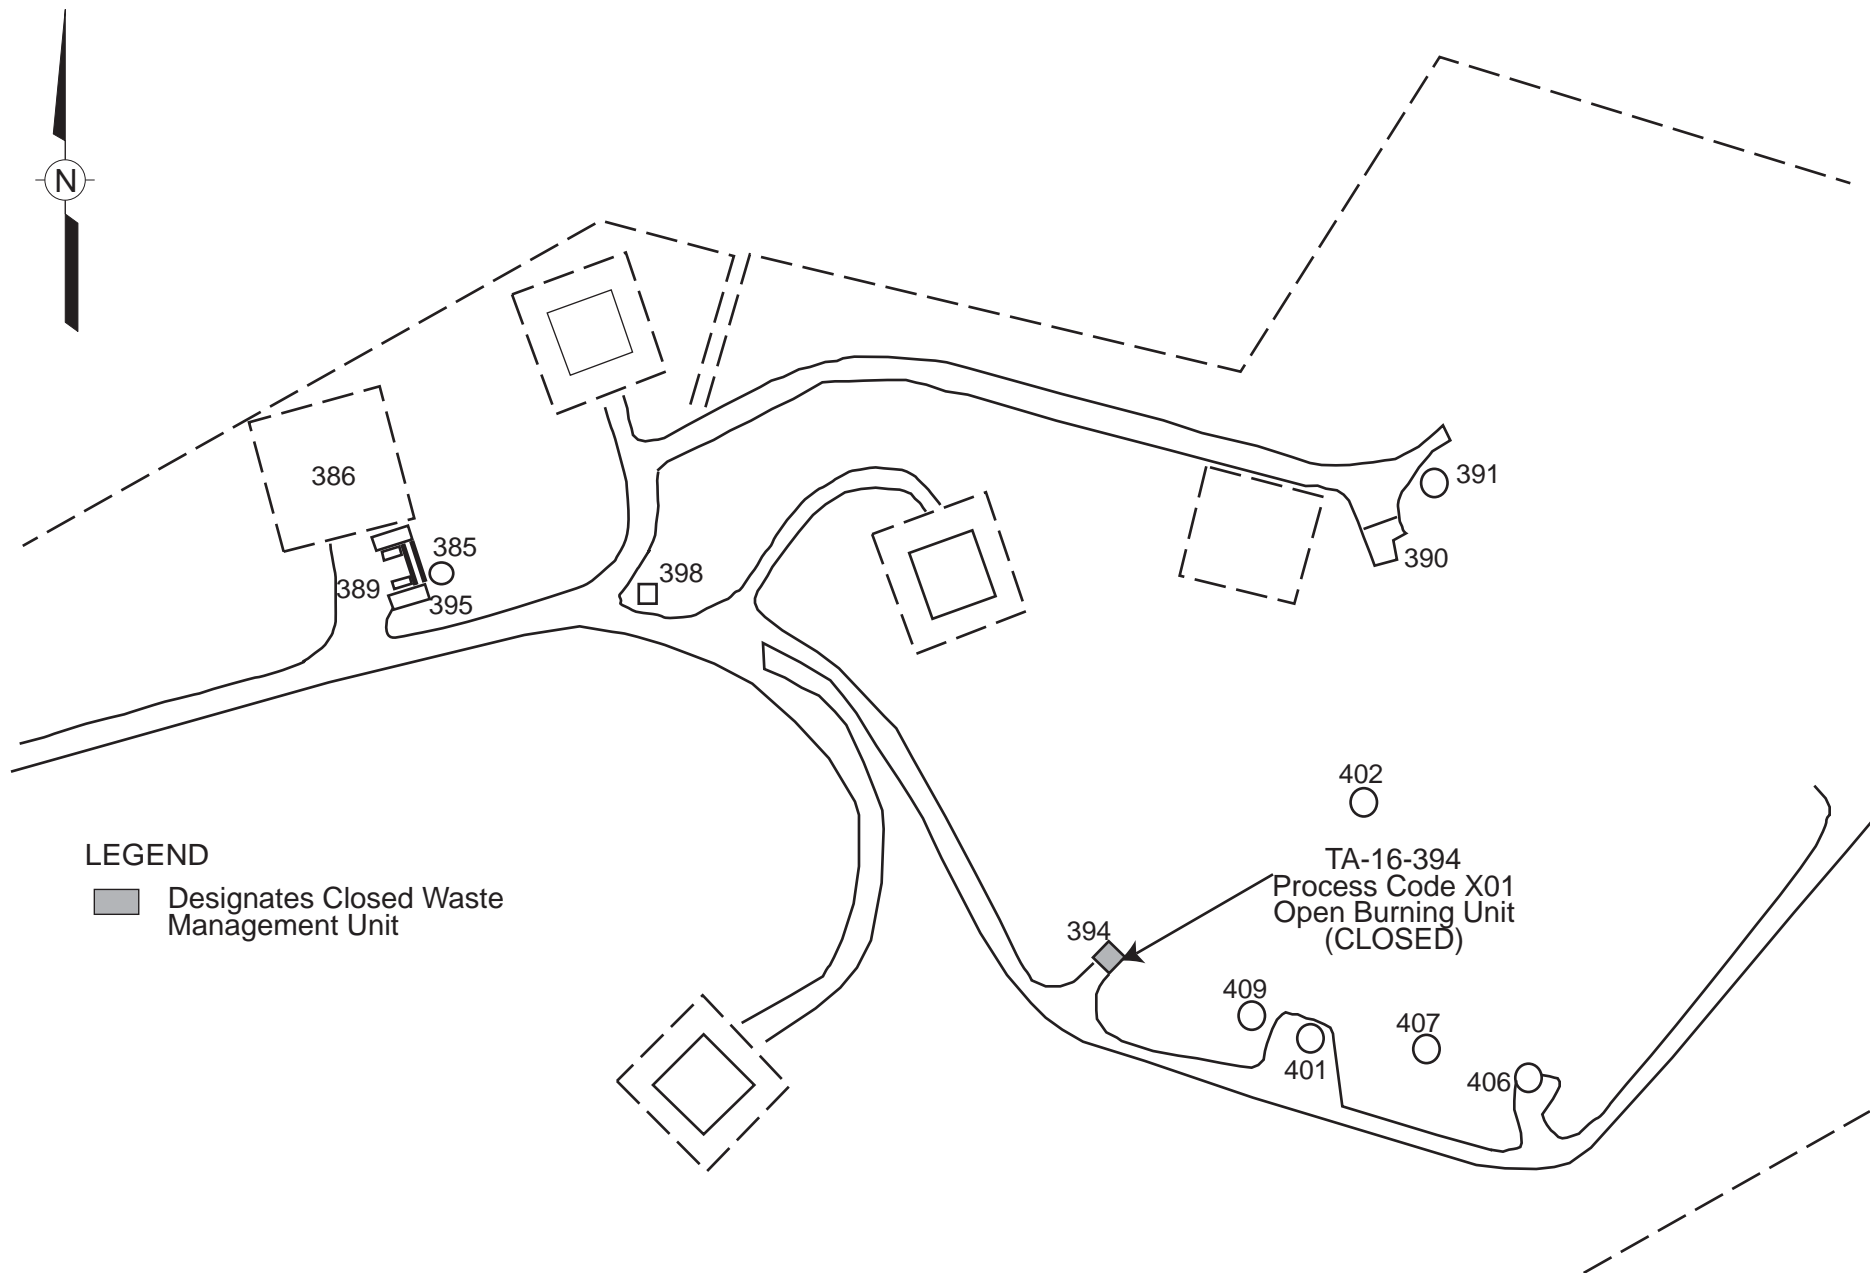 N
386
385
389
395
398
391
390
402
LEGEND
Designates Closed Waste
Management Unit
TA-16-394
Process Code X01
Open Burning Unit
(CLOSED)
394
409
401
407
406